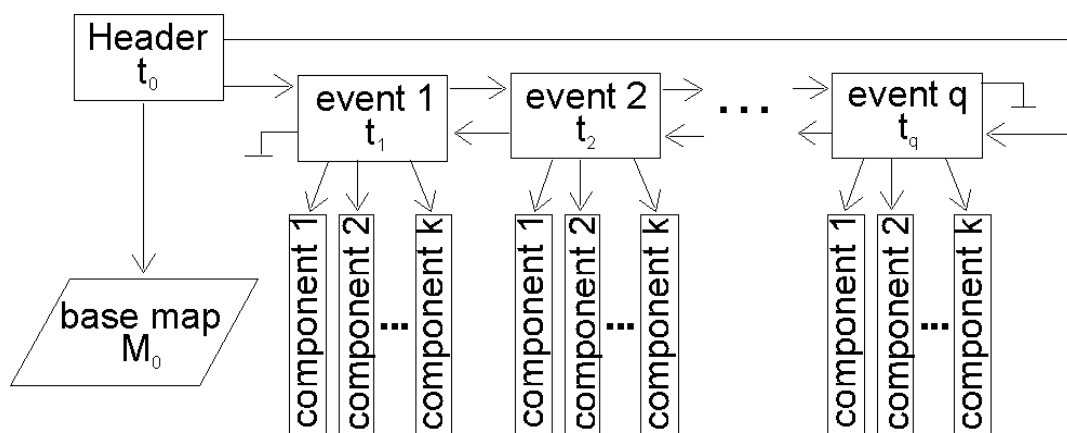 Header
t₀
event 1
t₁
event 2
t₂
...
event q
t_q
component 1
component 2
...
component k
component 1
component 2
...
component k
component 1
component 2
...
component k
base map
M₀